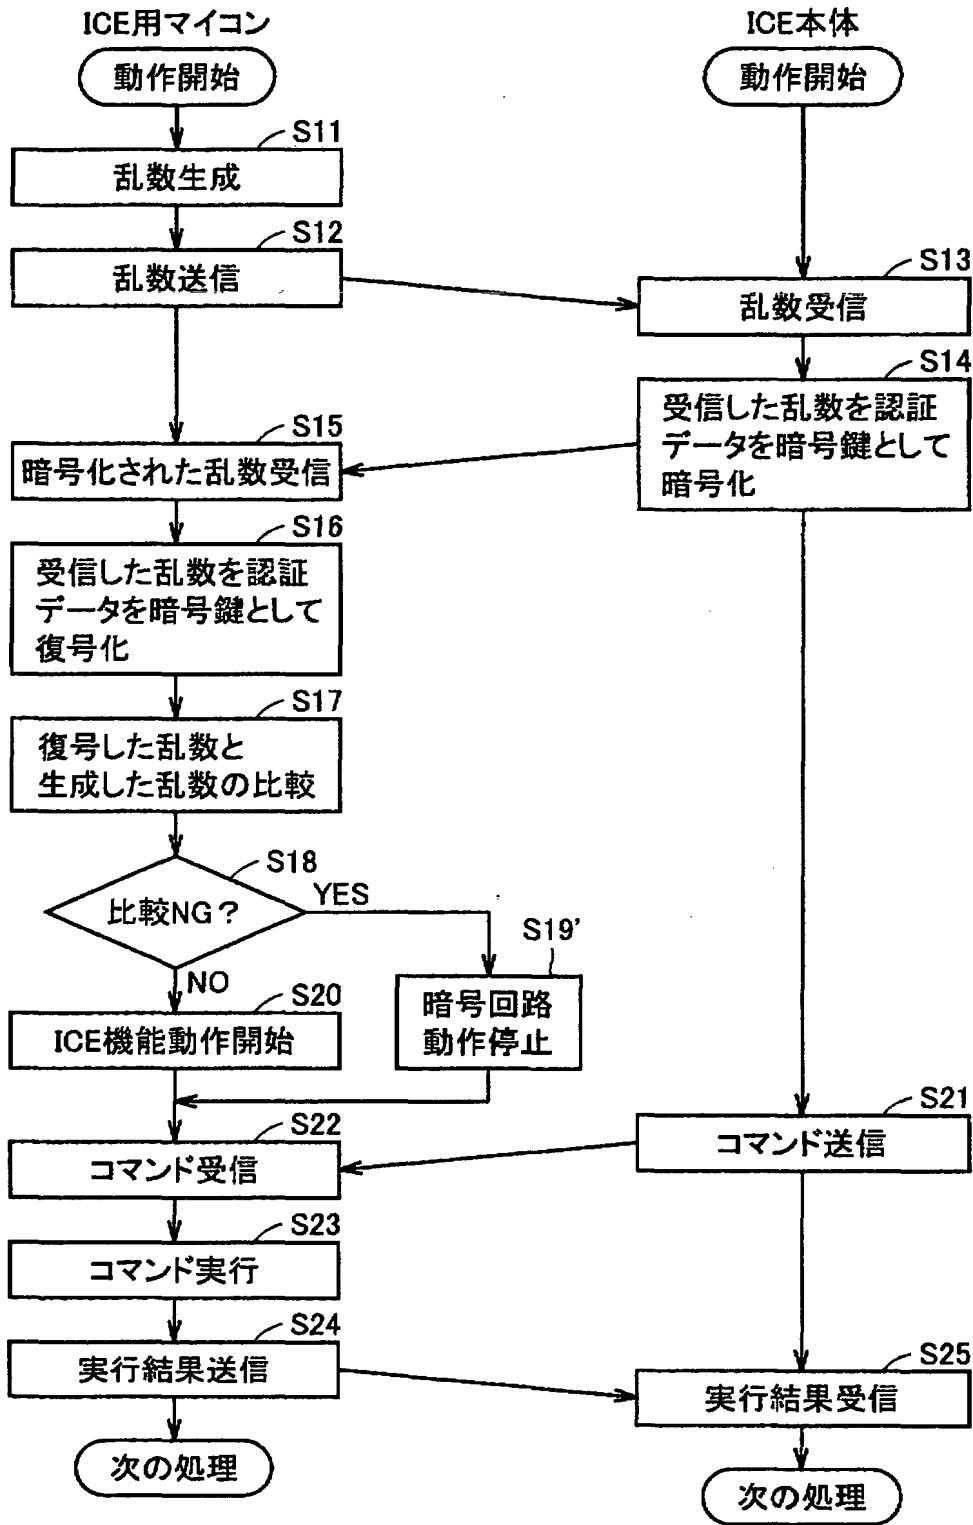 ICE用マイコン
動作開始
S11
乱数生成
S12
乱数送信
S15
暗号化された乱数受信
S16
受信した乱数を認証
データを暗号鍵として
復号化
S17
復号した乱数と
生成した乱数の比較
S18
比較NG？
YES
NO
S19'
暗号回路
動作停止
S20
ICE機能動作開始
S22
コマンド受信
S23
コマンド実行
S24
実行結果送信
次の処理
ICE本体
動作開始
S13
乱数受信
S14
受信した乱数を認証
データを暗号鍵として
暗号化
S21
コマンド送信
S25
実行結果受信
次の処理